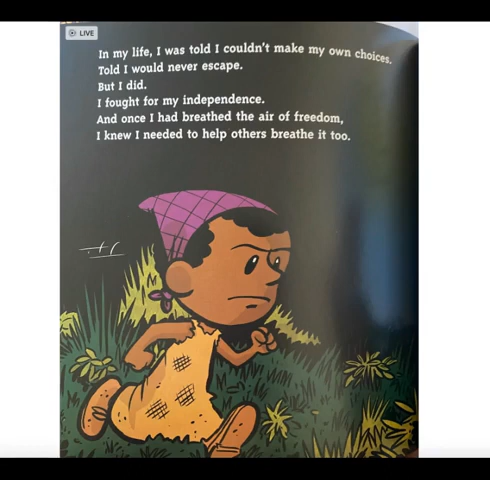 LIVE
In my life, I was told I couldn't make my own choices.
Told I would never escape.
But I did.
I fought for my independence.
And once I had breathed the air of freedom,
I knew I needed to help others breathe it too.